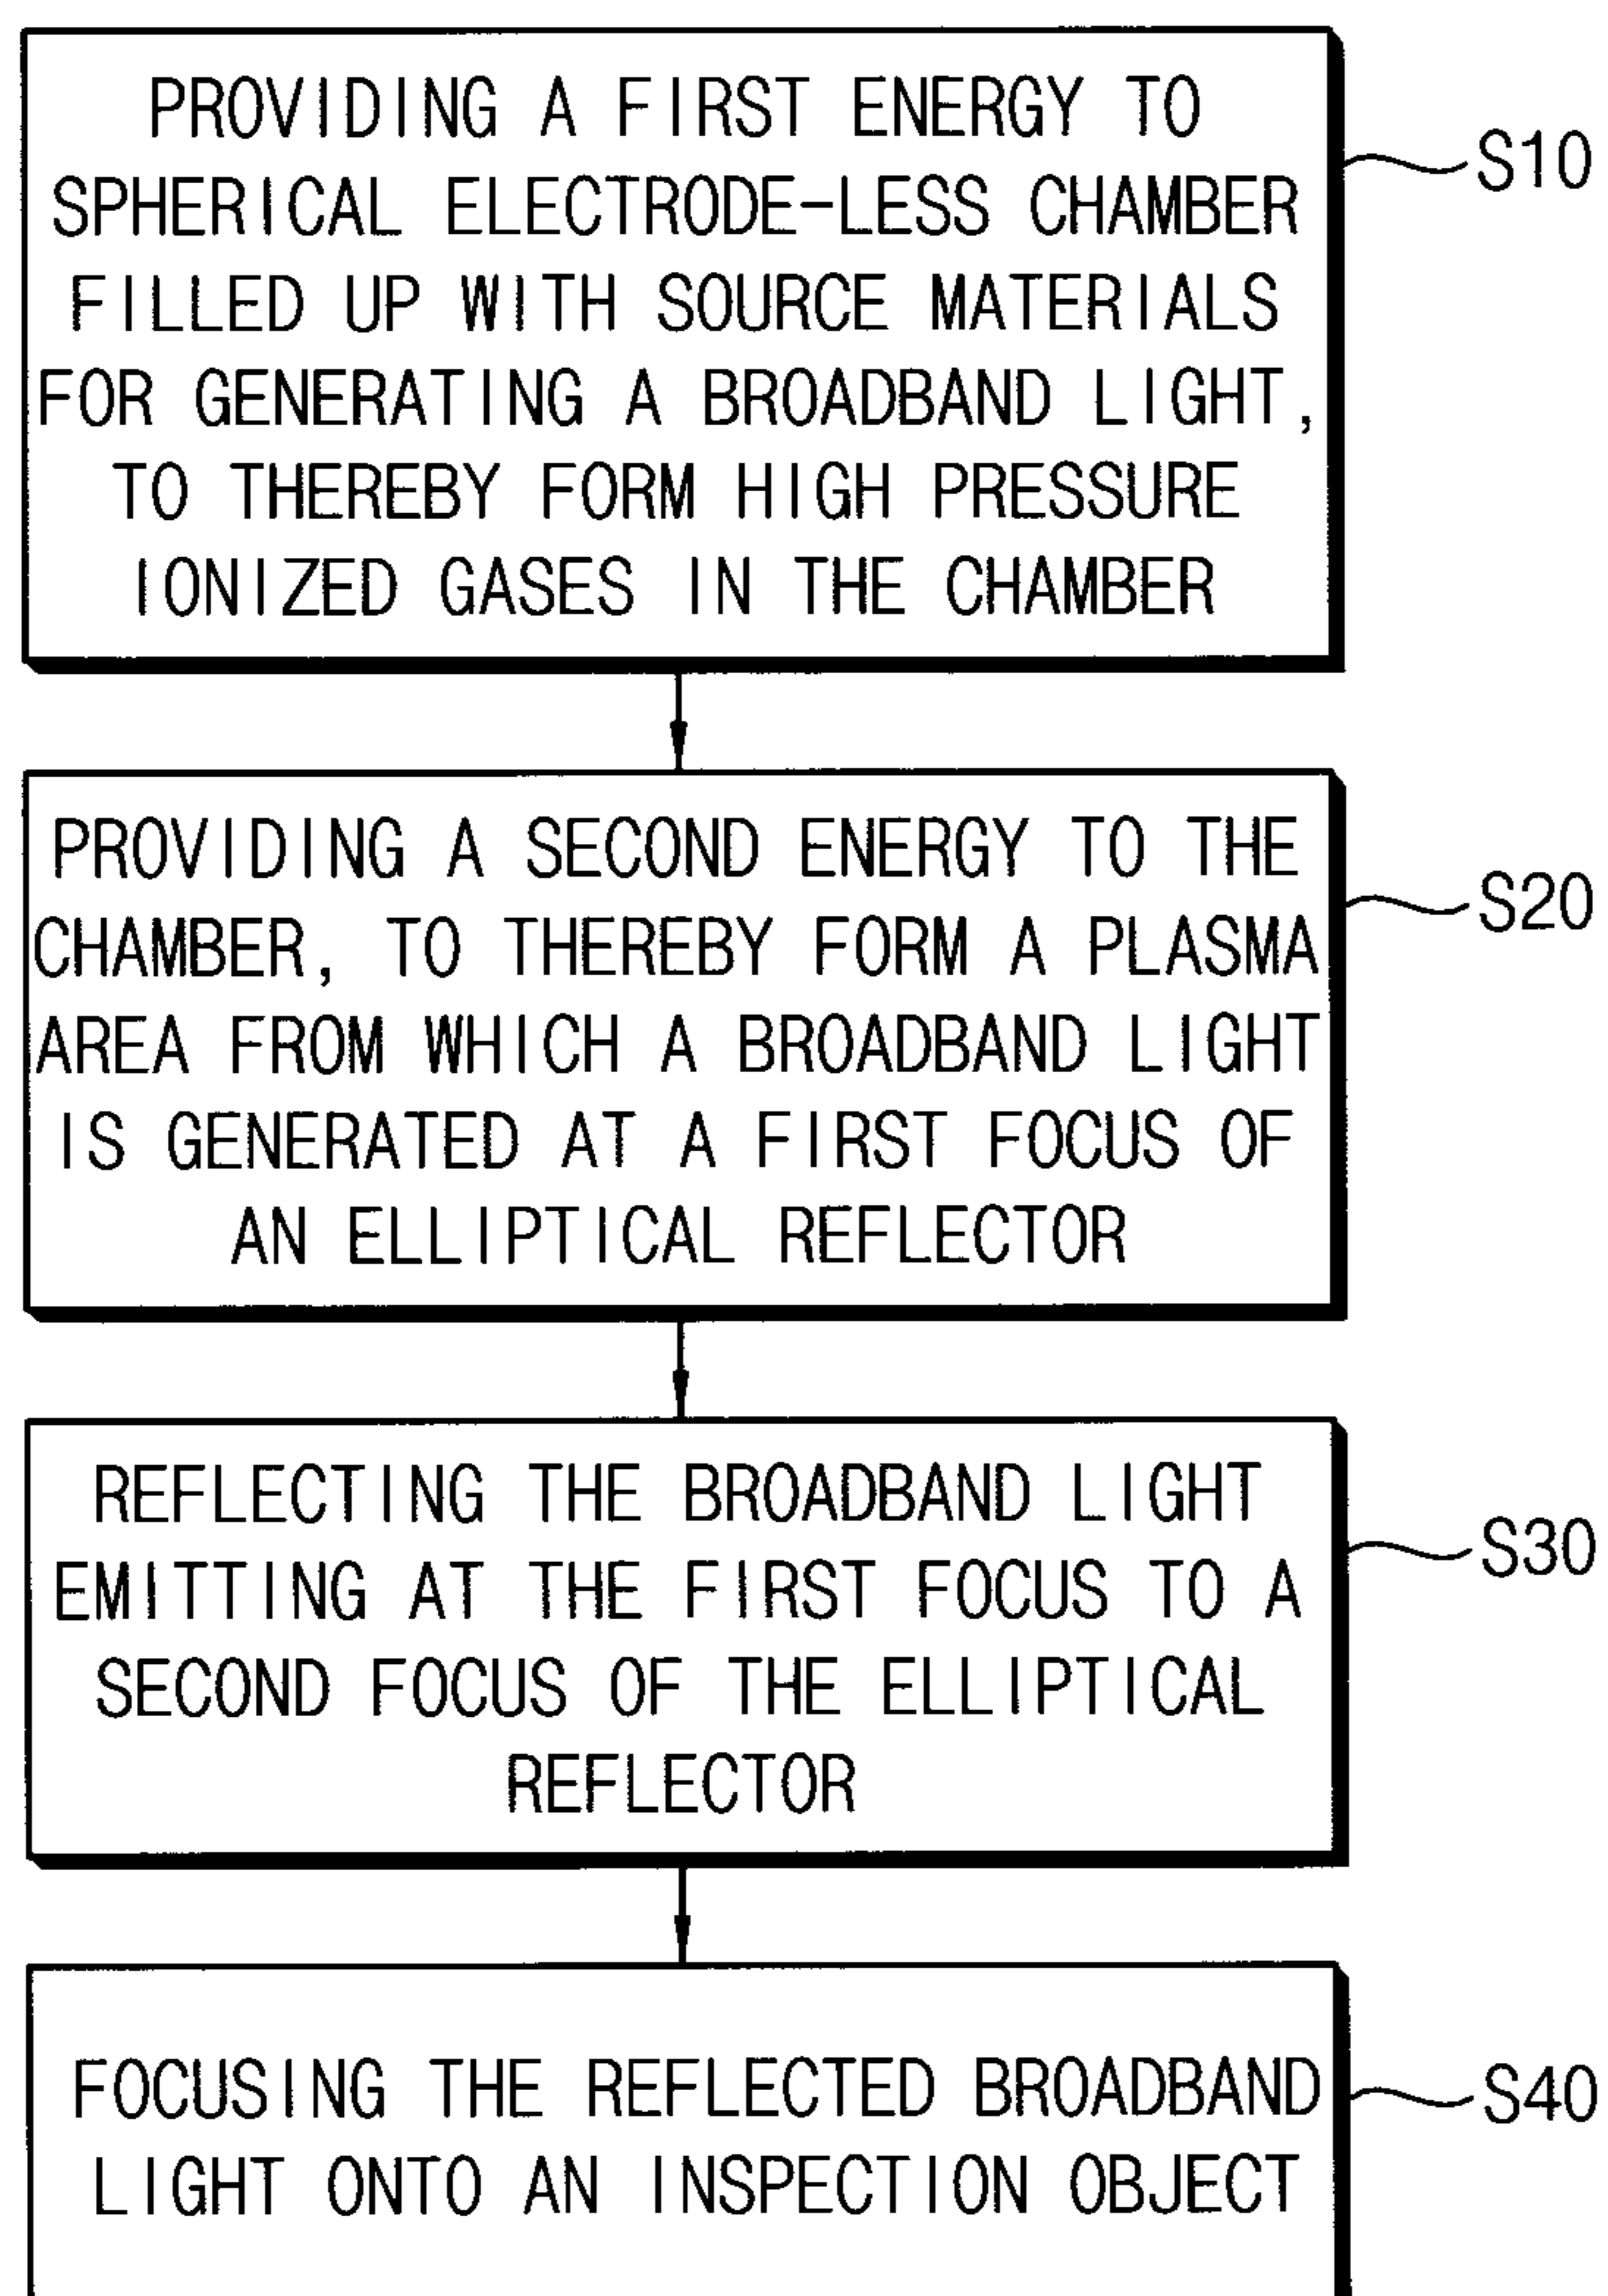 PROVIDING A FIRST ENERGY TO
SPHERICAL ELECTRODE-LESS CHAMBER
FILLED UP WITH SOURCE MATERIALS
FOR GENERATING A BROADBAND LIGHT,
TO THEREBY FORM HIGH PRESSURE
IONIZED GASES IN THE CHAMBER
S10
PROVIDING A SECOND ENERGY TO THE
CHAMBER, TO THEREBY FORM A PLASMA
AREA FROM WHICH A BROADBAND LIGHT
IS GENERATED AT A FIRST FOCUS OF
AN ELLIPTICAL REFLECTOR
S20
REFLECTING THE BROADBAND LIGHT
EMITTING AT THE FIRST FOCUS TO A
SECOND FOCUS OF THE ELLIPTICAL
REFLECTOR
S30
FOCUSING THE REFLECTED BROADBAND
LIGHT ONTO AN INSPECTION OBJECT
S40